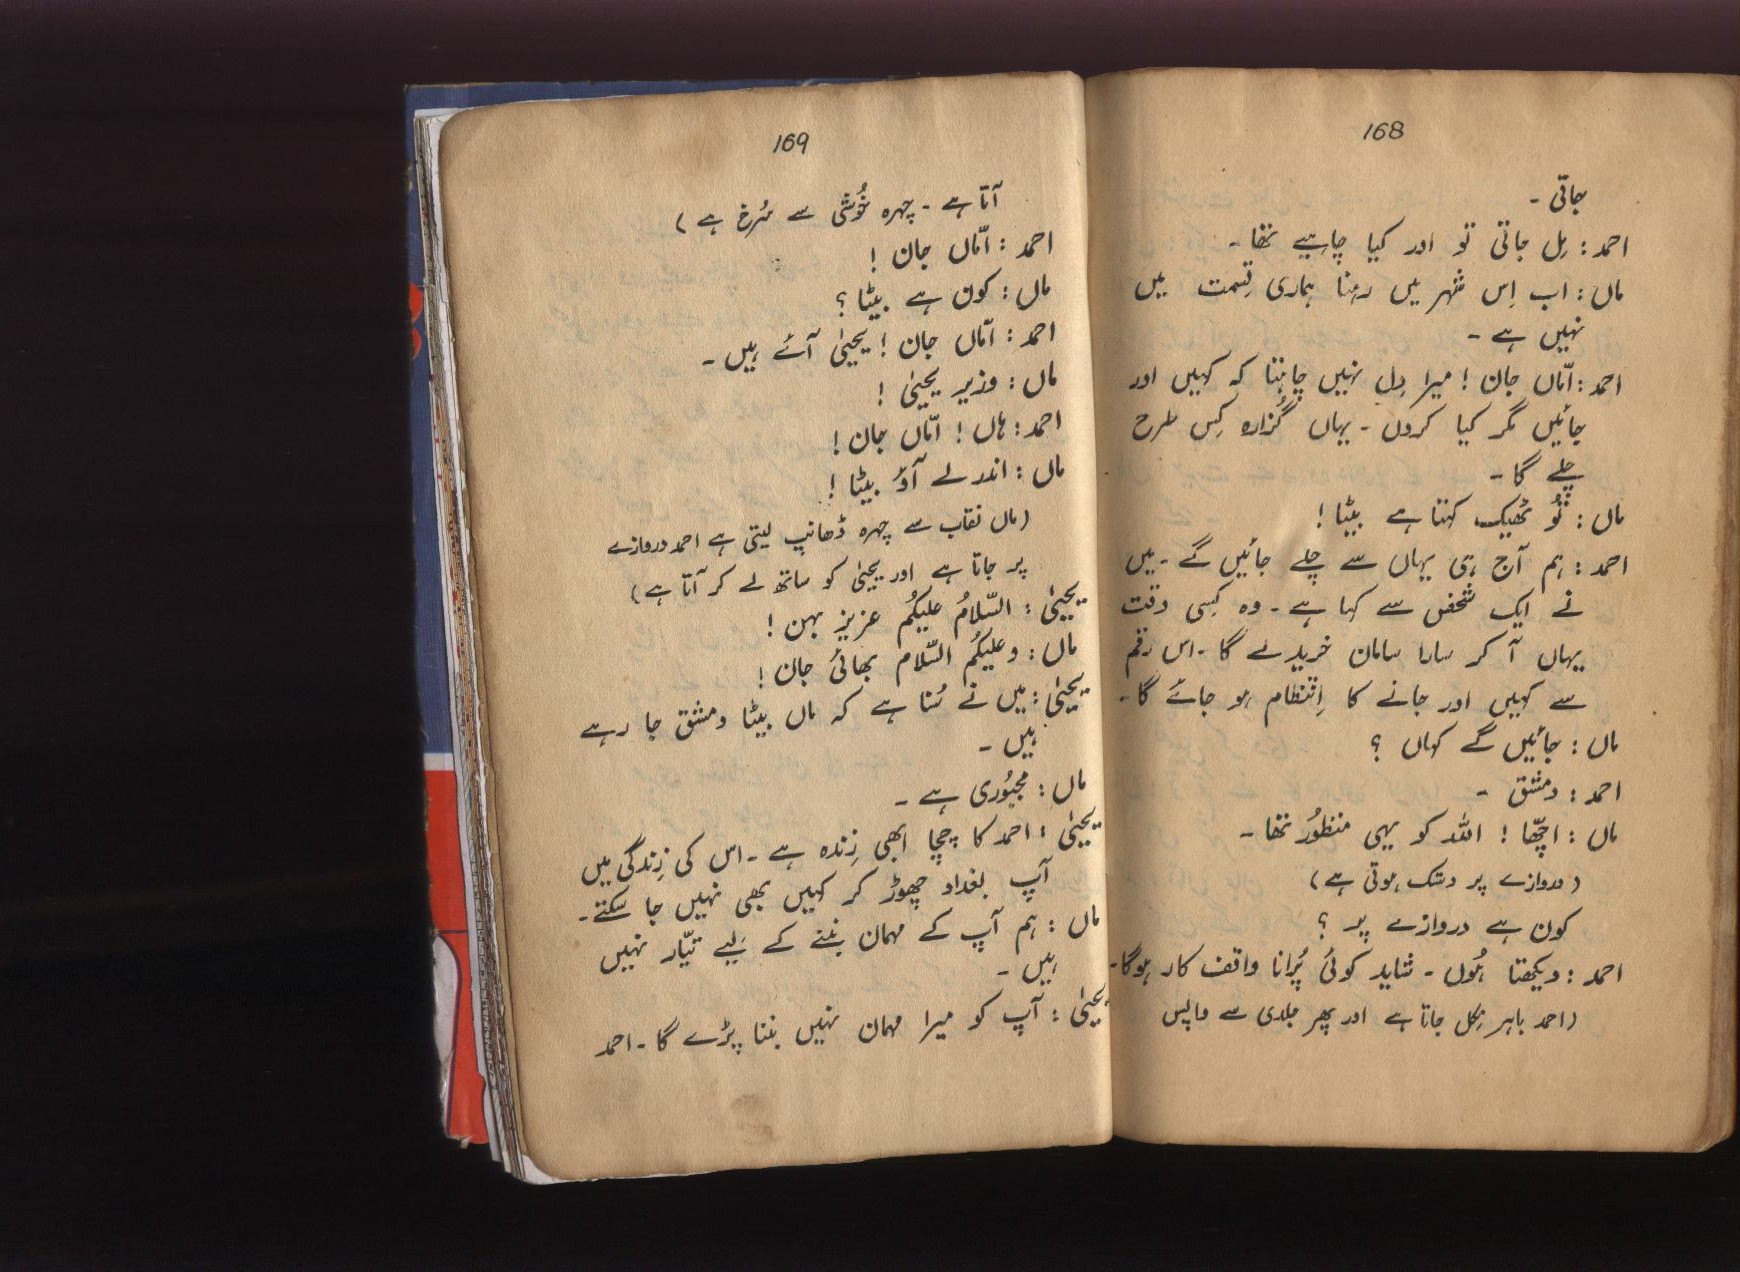 168
جاتی ۔
احمد : مِل جاتی تو اور کیا چاہیے تھا ۔
ماں : اب اِس شہر میں رہنا ہماری قِسمت میں
نہیں ہے ۔
احمد : امّاں جان ! میرا دِل نہیں چاہتا کہ کہیں اور
جائیں مگر کیا کروں ۔ یہاں گُزارہ کِس طرح
چلے گا ۔
ماں : تُو ٹھیک کہتا ہے بیٹا !
احمد : ہم آج ہی یہاں سے چلے جائیں گے ۔ میں
نے ایک شخص سے کہا ہے ۔ وہ کِسی وقت
یہاں آ کر سارا سامان خرید لے گا ۔ اس رقم
سے کہیں اور جانے کا اِنتظام ہو جائے گا ۔
ماں : جائیں گے کہاں ؟
احمد : دمشق ۔
ماں : اچّھا ! اللہ کو یہی منظُور تھا ۔
( دروازے پر دستک ہوتی ہے )
کون ہے دروازے پر ؟
احمد : دیکھتا ہُوں ۔ شاید کوئی پُرانا واقف کار ہوگا ۔
( احمد باہر نِکل جاتا ہے اور پھر جلدی سے واپس
169
آتا ہے ۔ چہرہ خُوشی سے سُرخ ہے )
احمد : امّاں جان !
ماں : کون ہے بیٹا ؟
احمد : امّاں جان ! یحییٰ آئے ہیں ۔
ماں : وزیر یحییٰ !
احمد : ہاں ! امّاں جان !
ماں : اندر لے آؤ بیٹا !
( ماں نقاب سے چہرہ ڈھانپ لیتی ہے احمد دروازے
پر جاتا ہے اور یحییٰ کو ساتھ لے کر آتا ہے )
یحییٰ : السّلامُ علیکُم عزیز بہن !
ماں : وعلیکُم السّلام بھائی جان !
یحییٰ : میں نے سُنا ہے کہ ماں بیٹا دمشق جا رہے
ہیں ۔
ماں : مجبُوری ہے ۔
یحییٰ : احمد کا چچا ابھی زِندہ ہے ۔ اس کی زِندگی میں
آپ بغداد چھوڑ کر کہیں بھی نہیں جا سکتے ۔
ماں : ہم آپ کے مہمان بننے کے لیے تیّار نہیں
ہیں ۔
یحییٰ : آپ کو میرا مہمان نہیں بننا پڑے گا ۔ احمد